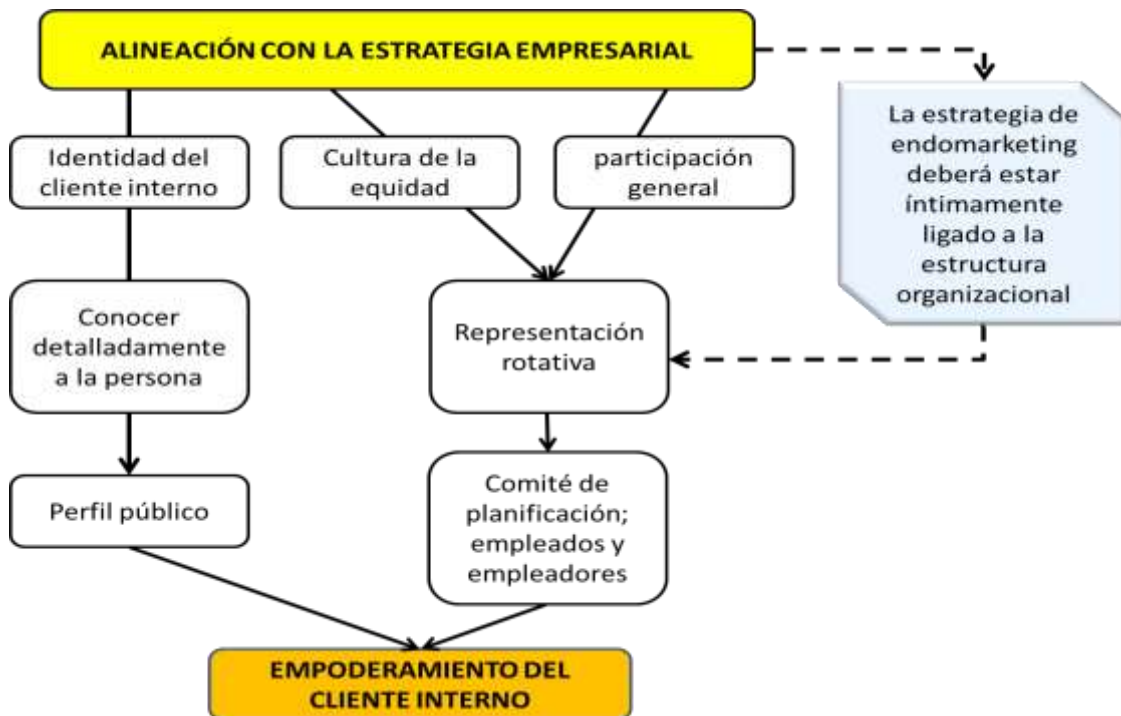 ALINEACIÓN CON LA ESTRATEGIA EMPRESARIAL
Identidad del
cliente interno
Cultura de la
equidad
participación
general
La estrategia de
endomarketing
deberá estar
íntimamente
ligado a la
estructura
organizacional
Conocer
detalladamente
a la persona
Representación
rotativa
Perfil público
Comité de
planificación;
empleados y
empleadores
EMPODERAMIENTO DEL
CLIENTE INTERNO